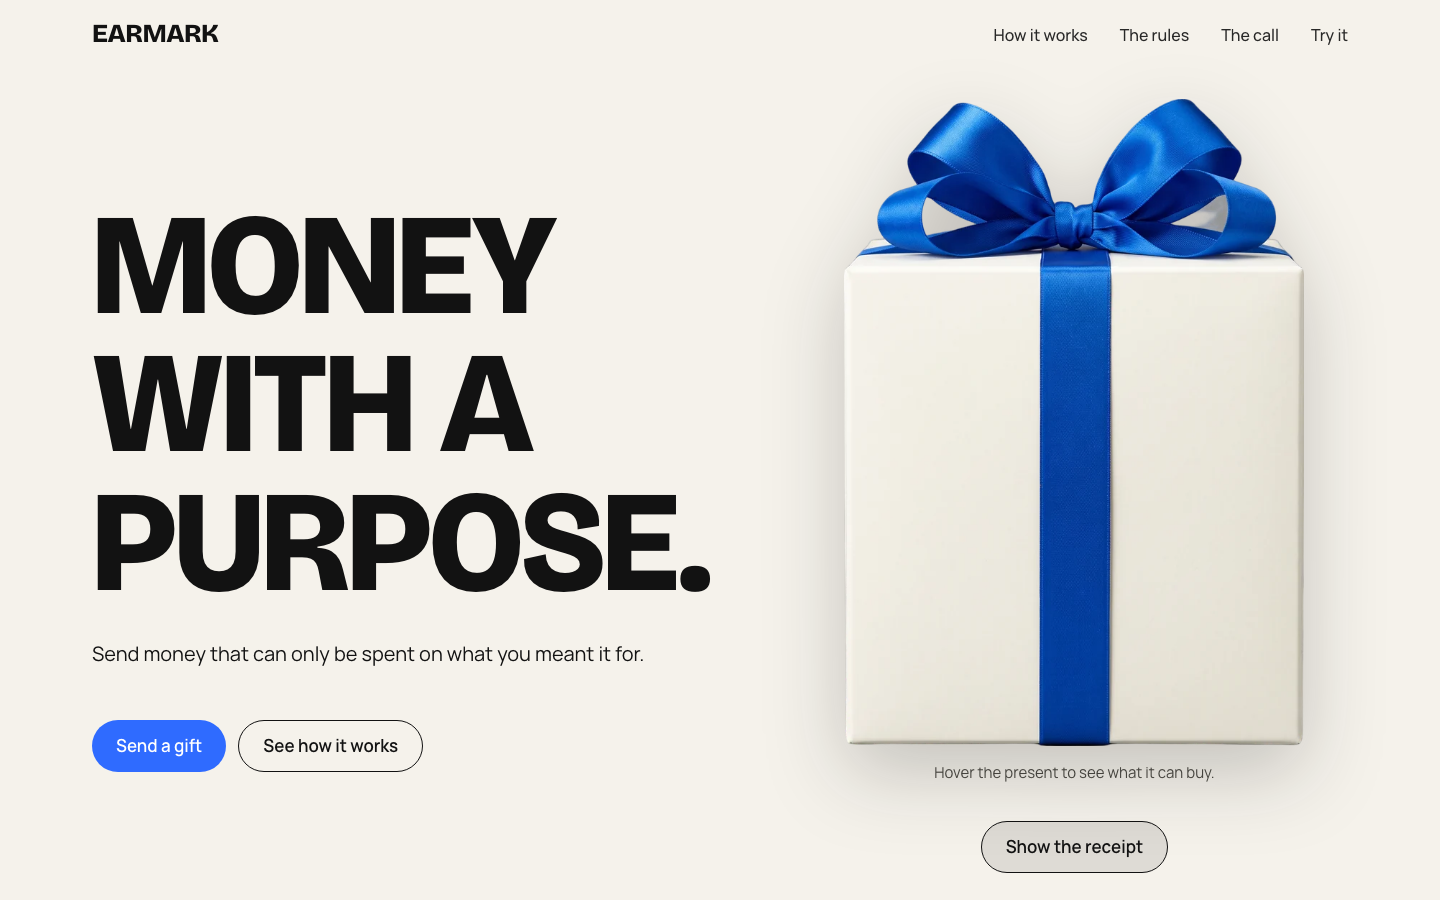 EARMARK
How it works
The rules
The call
Try it
MONEY
WITH A
PURPOSE.
Send money that can only be spent on what you meant it for.
Send a gift
See how it works
Hover the present to see what it can buy.
Show the receipt